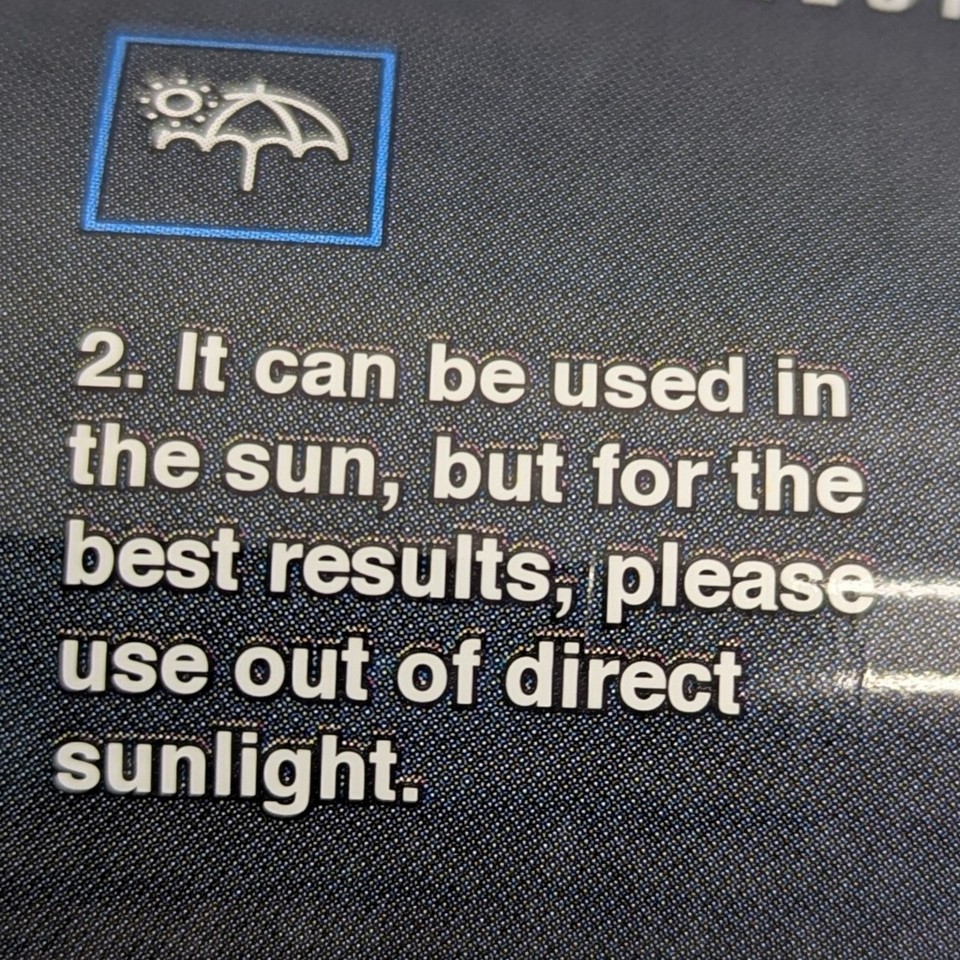 2. It can be used in
the sun, but for the
best results, please
use out of direct
sunlight.